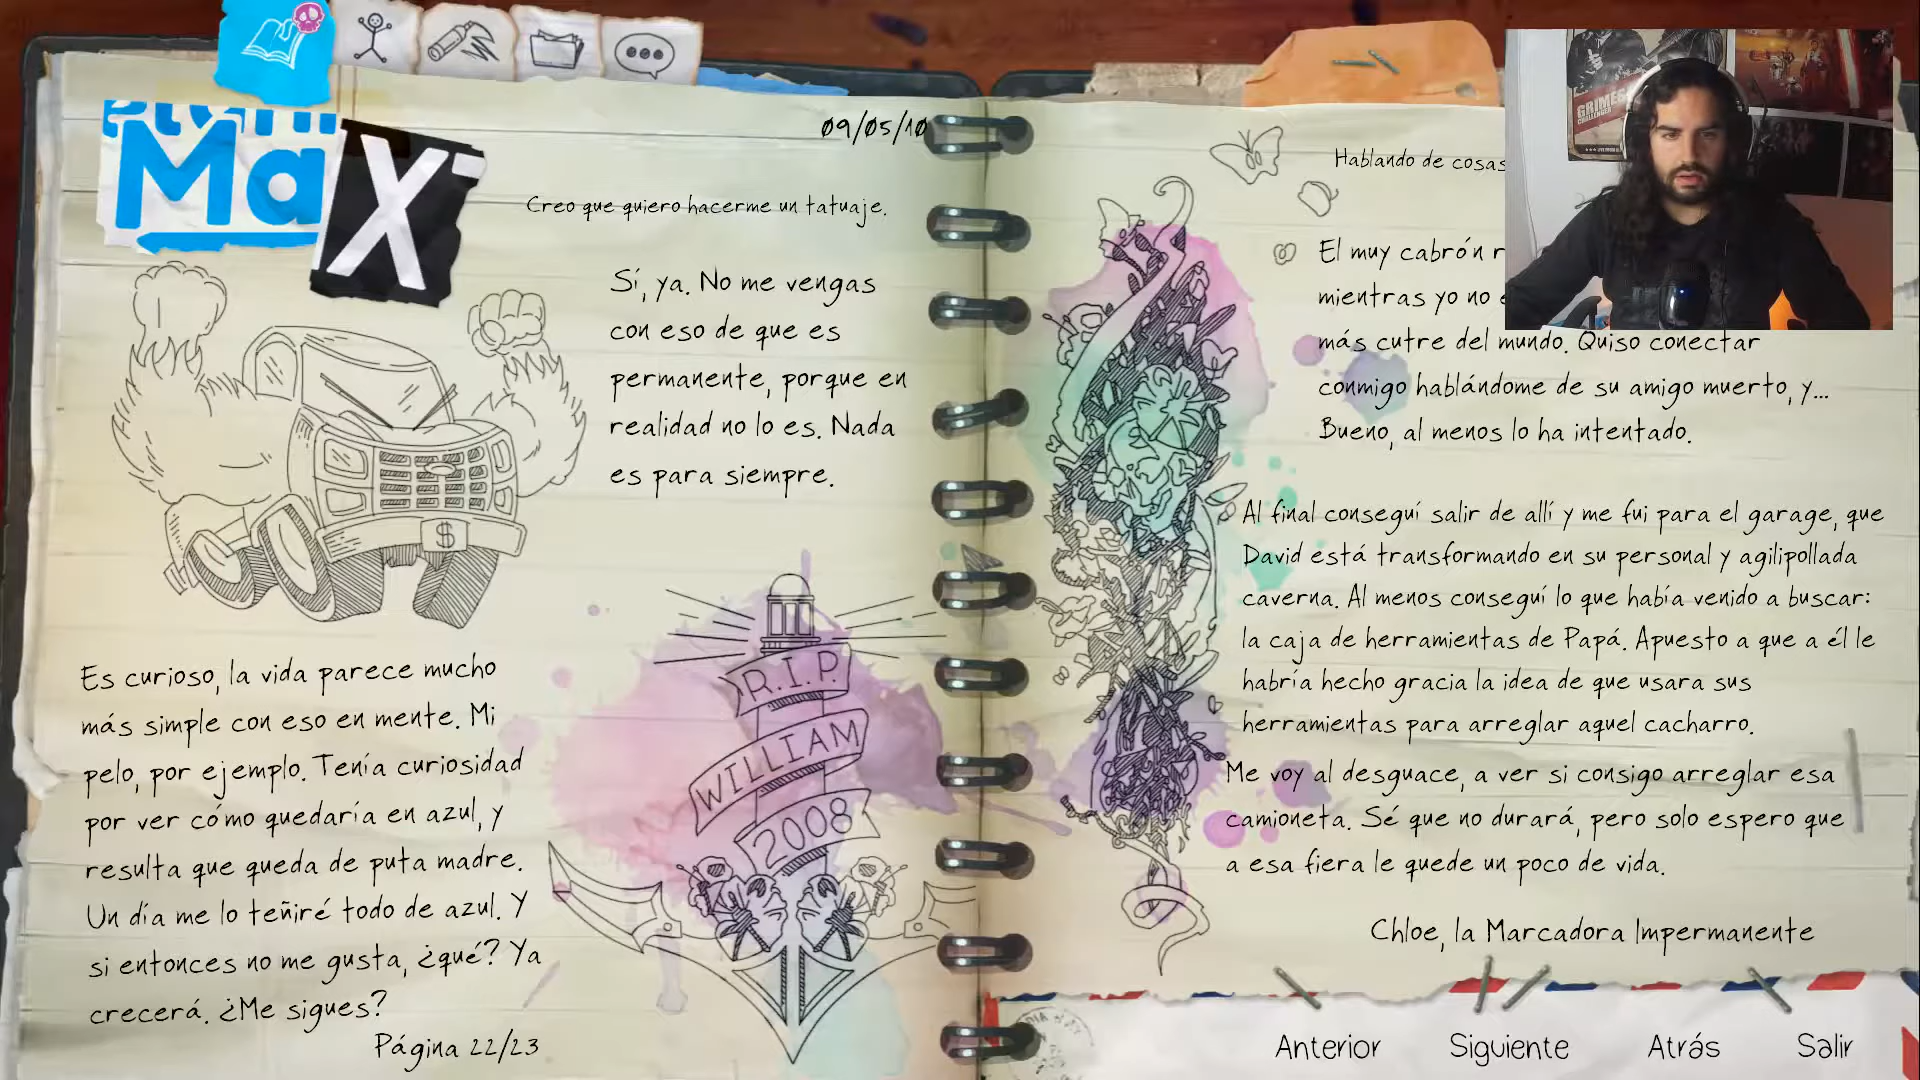 Max
09/05/10
Creo que quiero hacerme un tatuaje.
Sí, ya. No me vengas
con eso de que es
permanente, porque en
realidad no lo es. Nada
es para siempre.
$
Es curioso, la vida parece mucho
más simple con eso en mente. Mi
pelo, por ejemplo. Tenía curiosidad
por ver cómo quedaría en azul, y
resulta que queda de puta madre.
Un día me lo teñiré todo de azul. Y
si entonces no me gusta, ¿qué? Ya
crecerá. ¿Me sigues?
R.I.P.
WILLIAM
2008
Página 22/23
Hablando de cosas
El muy cabrón
mientras yo no
más cutre del mundo. Quiso conectar
conmigo hablándome de su amigo muerto, y...
Bueno, al menos lo ha intentado.
Al final conseguí salir de allí y me fui para el garage, que
David está transformando en su personal y agilipollada
caverna. Al menos conseguí lo que había venido a buscar:
la caja de herramientas de Papá. Apuesto a que a él le
habría hecho gracia la idea de que usara sus
herramientas para arreglar aquel cacharro.
Me voy al desguace, a ver si consigo arreglar esa
camioneta. Sé que no durará, pero solo espero que
a esa fiera le quede un poco de vida.
Chloe, la Marcadora Impermanente
Anterior Siguiente Atrás Salir
GRIMES